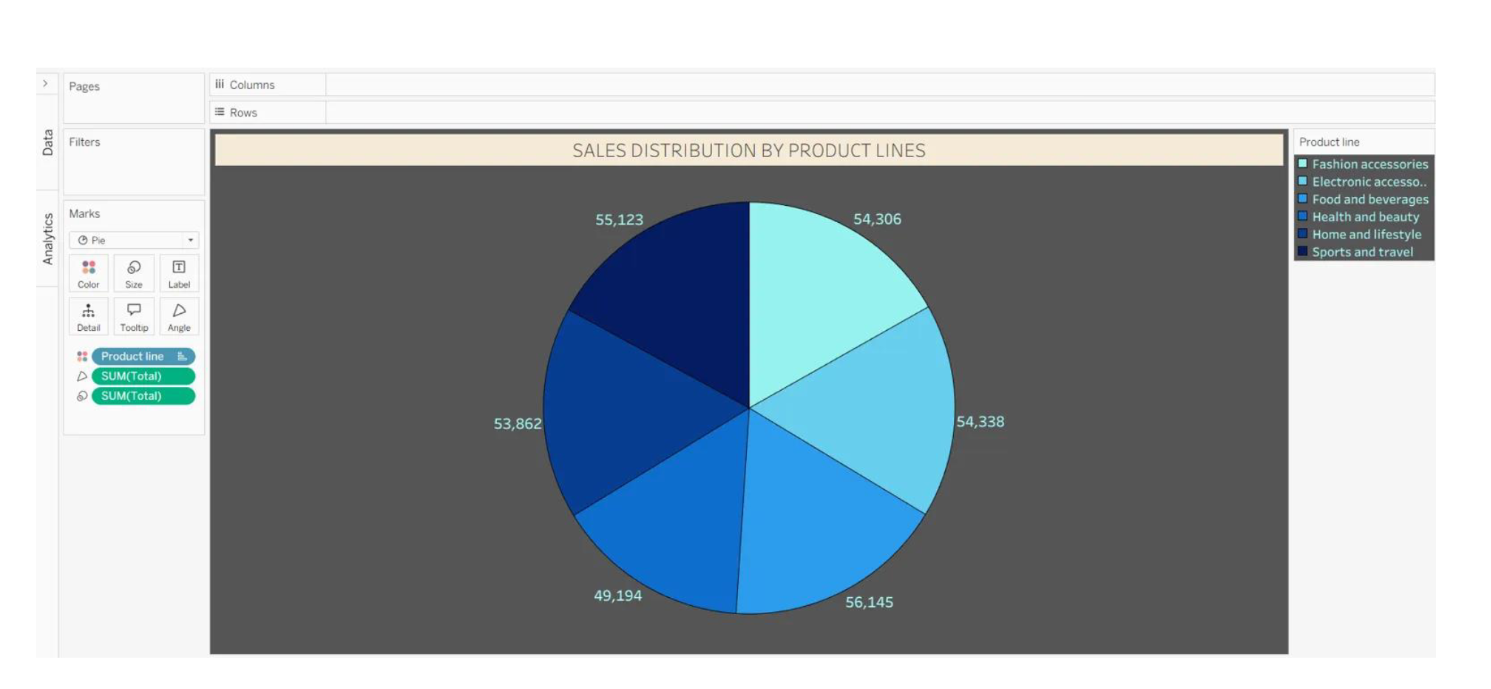 Pages
Columns
Rows
Data
Filters
Analytics
Marks
Pie
Color
Size
Label
Detail
Tooltip
Angle
Product line
SUM(Total)
SUM(Total)
SALES DISTRIBUTION BY PRODUCT LINES
55,123
54,306
53,862
54,338
49,194
56,145
Product line
Fashion accessories
Electronic accesso..
Food and beverages
Health and beauty
Home and lifestyle
Sports and travel